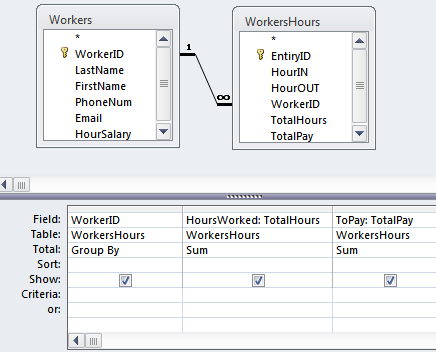 Workers
*
WorkerID
LastName
FirstName
PhoneNum
Email
HourSalary
1
∞
WorkersHours
*
EntiryID
HourIN
HourOUT
WorkerID
TotalHours
TotalPay
Field: WorkerID HoursWorked: TotalHours ToPay: TotalPay
Table: WorkersHours WorkersHours WorkersHours
Total: Group By Sum Sum
Sort:
Show:
Criteria:
or: